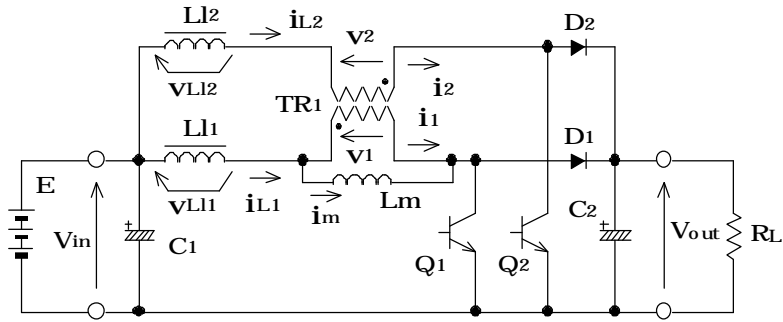 Ll2
iL2
vLl2
v2
i2
D2
TR1
Ll1
v1
i1
D1
E
Vin
C1
vLl1
iL1
im
Lm
Q1
Q2
C2
Vout
RL
+
+